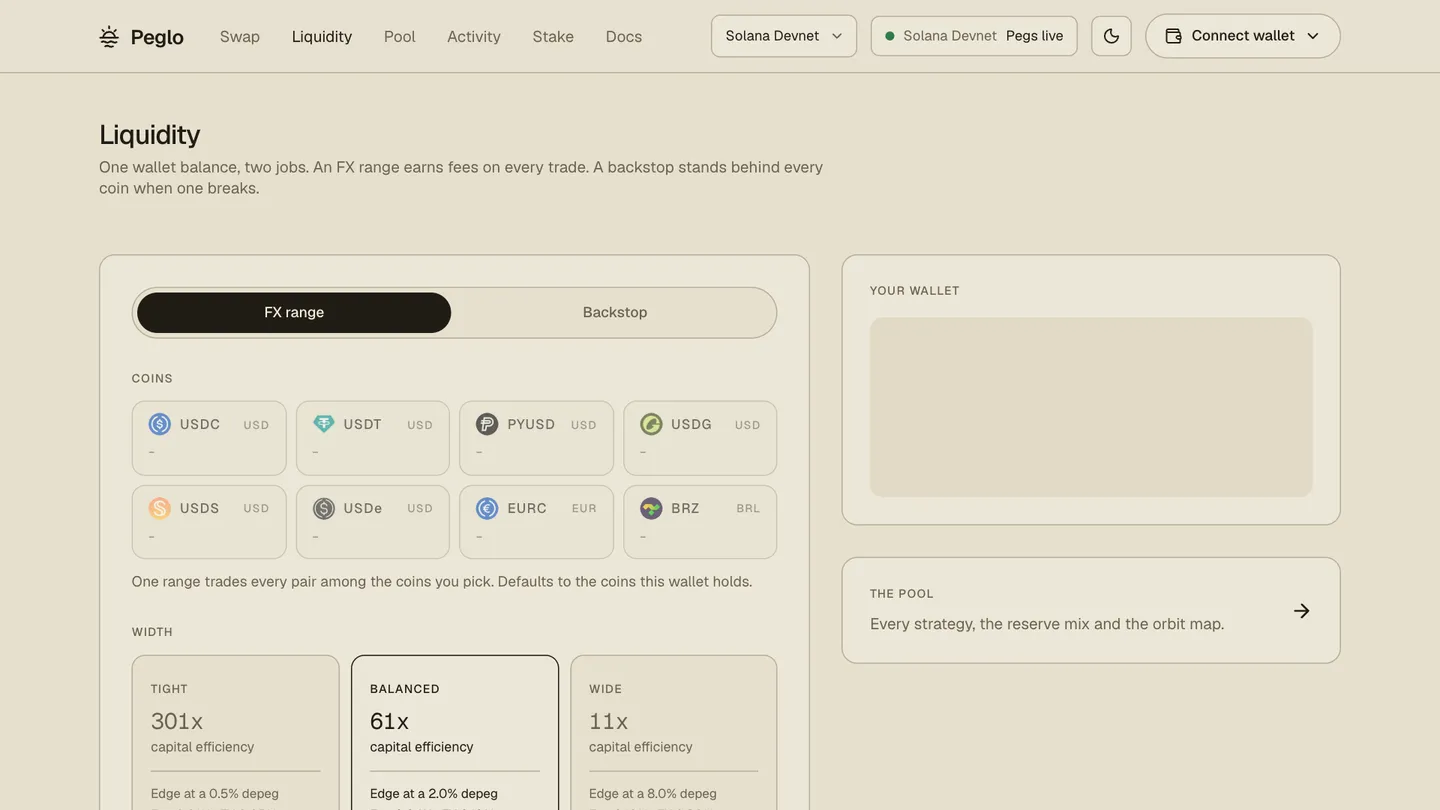 Peglo
Swap
Liquidity
Pool
Activity
Stake
Docs
Solana Devnet
Solana Devnet Pegs live
Connect wallet
Liquidity
One wallet balance, two jobs. An FX range earns fees on every trade. A backstop stands behind every
coin when one breaks.
FX range
Backstop
COINS
USDC USD
-
USDT USD
-
PYUSD USD
-
USDG USD
-
USDS USD
-
USDe USD
-
EURC EUR
-
BRZ BRL
-
One range trades every pair among the coins you pick. Defaults to the coins this wallet holds.
WIDTH
TIGHT
301x
capital efficiency
Edge at a 0.5% depeg
BALANCED
61x
capital efficiency
Edge at a 2.0% depeg
WIDE
11x
capital efficiency
Edge at a 8.0% depeg
YOUR WALLET
THE POOL
Every strategy, the reserve mix and the orbit map.